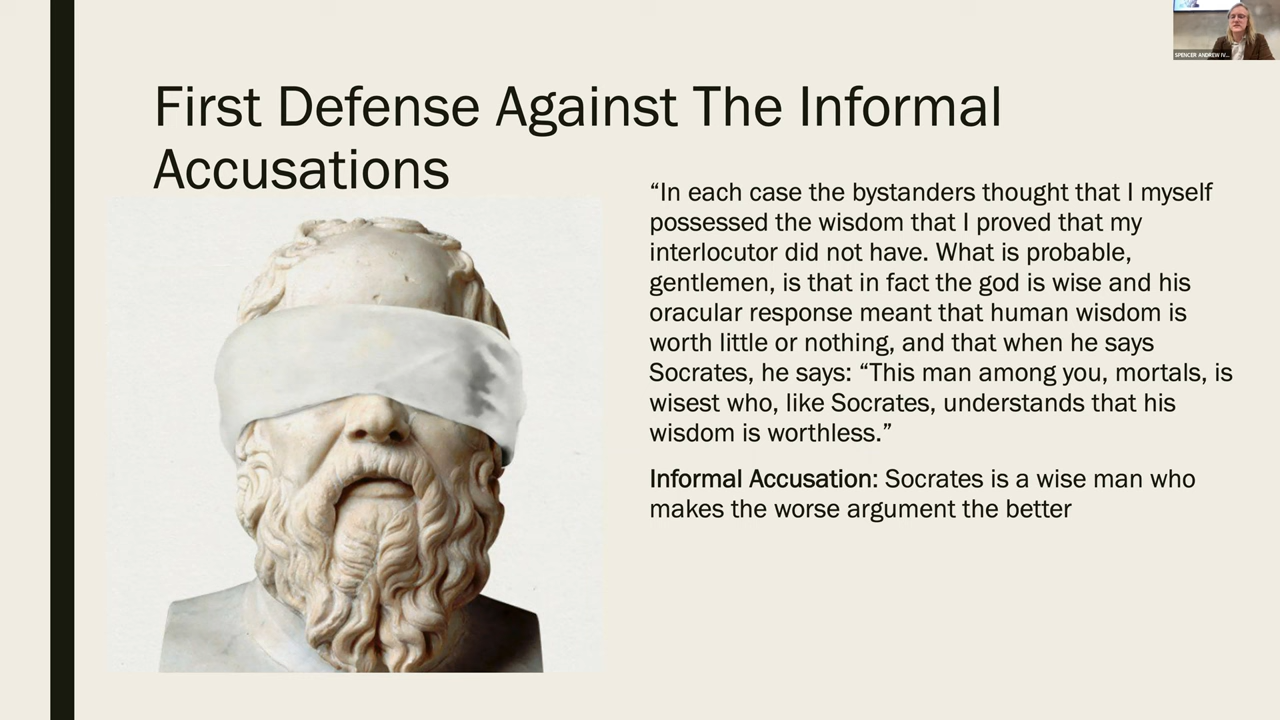 SPENCER ANDREW IV...
First Defense Against The Informal
Accusations
“In each case the bystanders thought that I myself
possessed the wisdom that I proved that my
interlocutor did not have. What is probable,
gentlemen, is that in fact the god is wise and his
oracular response meant that human wisdom is
worth little or nothing, and that when he says
Socrates, he says: “This man among you, mortals, is
wisest who, like Socrates, understands that his
wisdom is worthless.”
Informal Accusation: Socrates is a wise man who
makes the worse argument the better